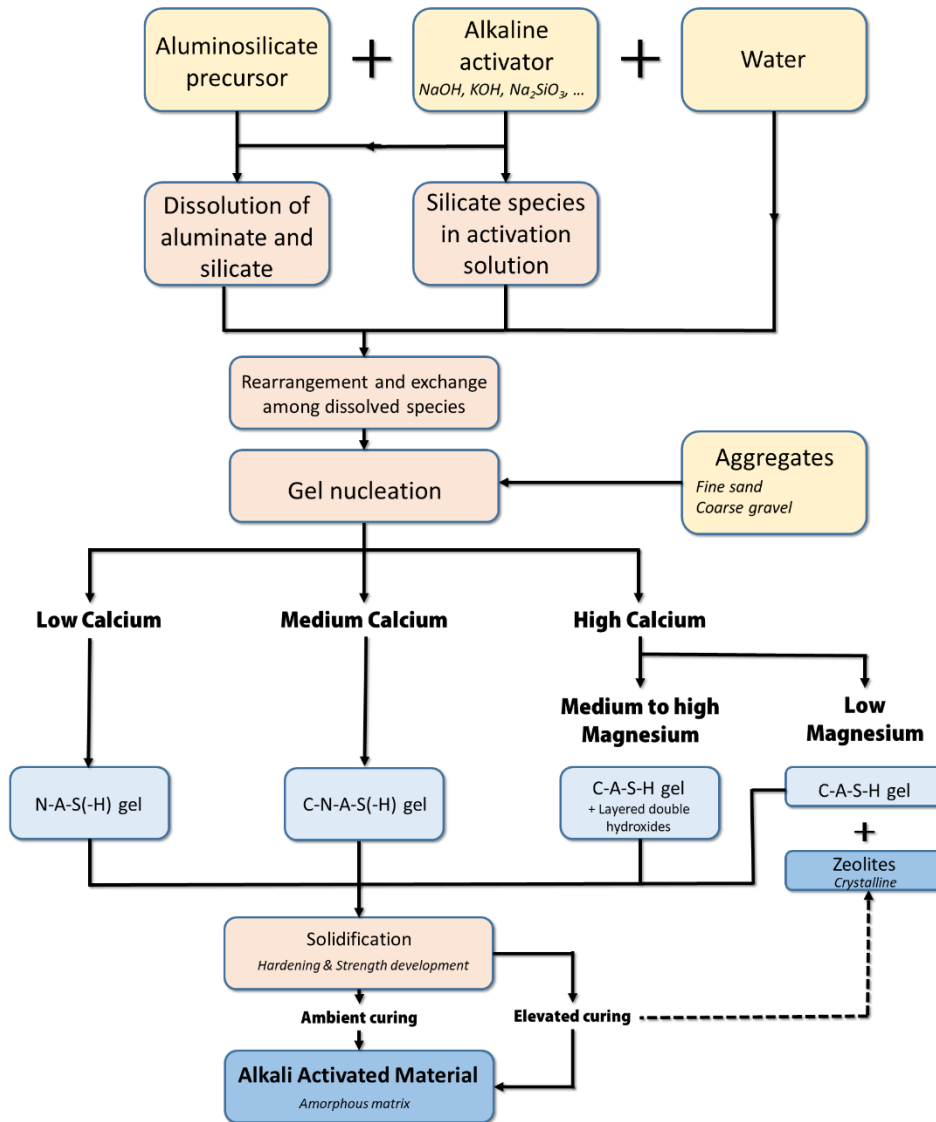 Aluminosilicate
precursor
+
Alkaline
activator
NaOH, KOH, Na₂SiO₃, ...
+
Water
Dissolution of
aluminate and
silicate
Silicate species
in activation
solution
Rearrangement and exchange
among dissolved species
Gel nucleation
Aggregates
Fine sand
Coarse gravel
Low Calcium
Medium Calcium
High Calcium
Medium to high
Magnesium
Low
Magnesium
N-A-S(-H) gel
C-N-A-S(-H) gel
C-A-S-H gel
+ Layered double
hydroxides
C-A-S-H gel
+
Zeolites
Crystalline
Solidification
Hardening & Strength development
Ambient curing
Elevated curing
Alkali Activated Material
Amorphous matrix